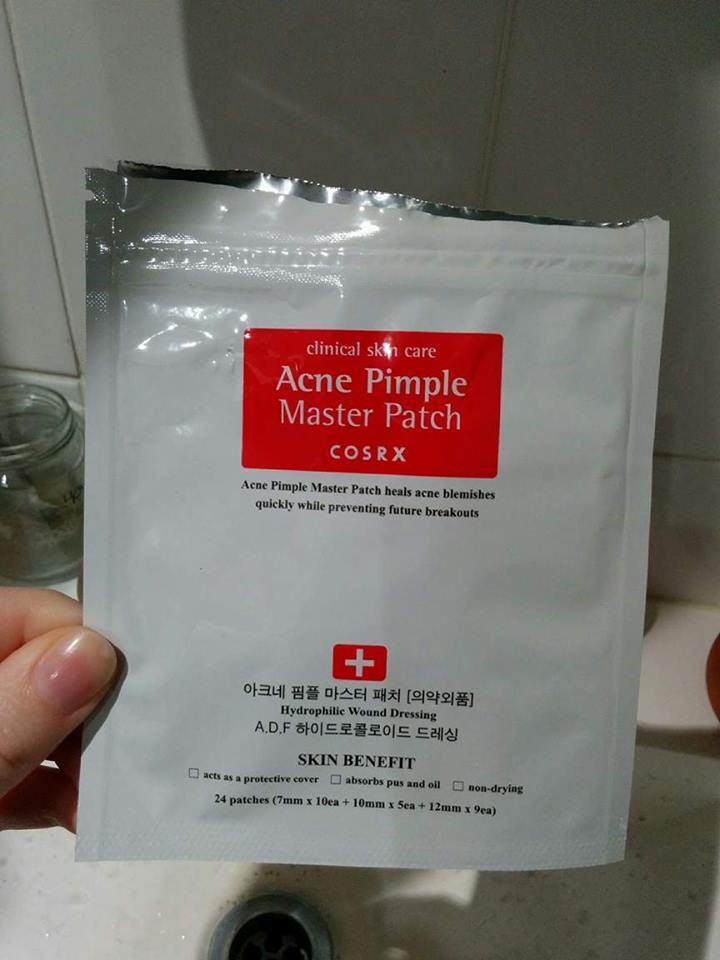 clinical skin care
Acne Pimple
Master Patch
COSRX
Acne Pimple Master Patch heals acne blemishes
quickly while preventing future breakouts
아크네 핌플 마스터 패치 [의약외품]
Hydrophilic Wound Dressing
A.D.F 하이드로콜로이드 드레싱
SKIN BENEFIT
☐ acts as a protective cover ☐ absorbs pus and oil ☐ non-drying
24 patches (7mm x 10ea + 10mm x 5ea + 12mm x 9ea)